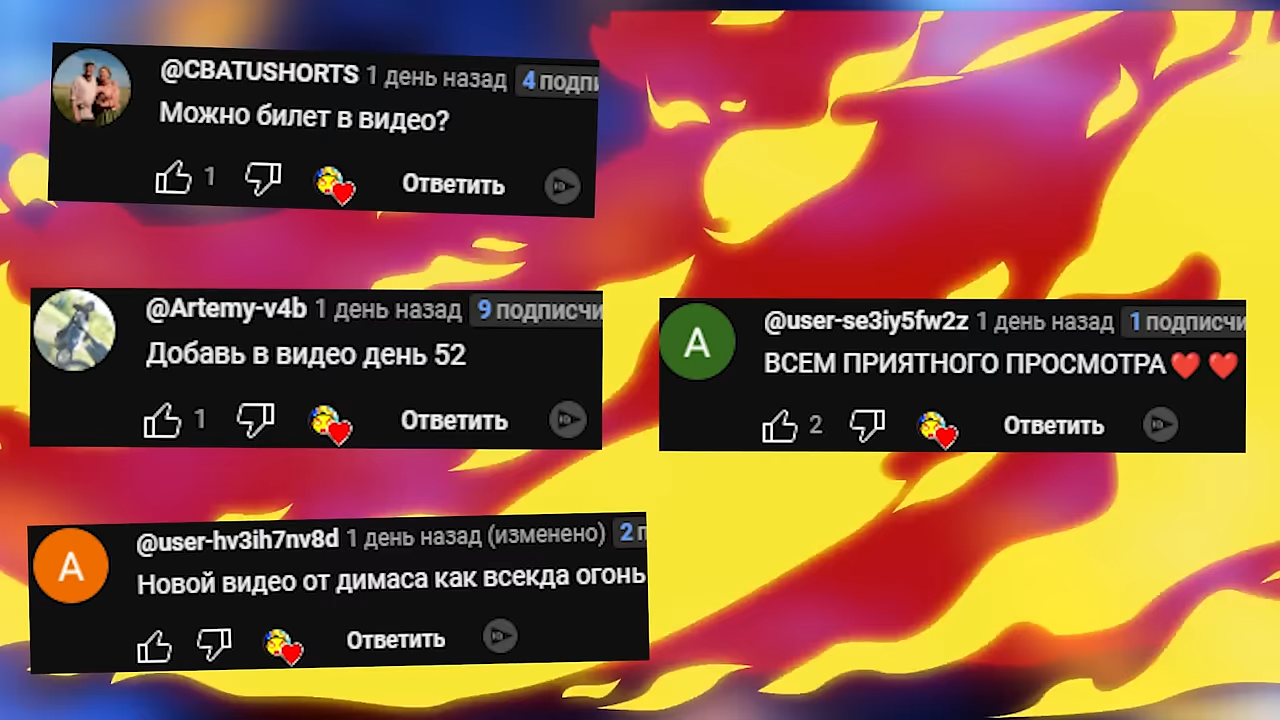 @CBATUSHORTS 1 день назад 4 подпи
Можно билет в видео?
1 Ответить
@Artemy-v4b 1 день назад 9 подписчи
Добавь в видео день 52
1 Ответить
@user-se3iy5fw2z 1 день назад 1 подписчи
ВСЕМ ПРИЯТНОГО ПРОСМОТРА❤️ ❤️
2 Ответить
@user-hv3ih7nv8d 1 день назад (изменено) 2 п
Новой видео от димаса как всекда огонь
Ответить